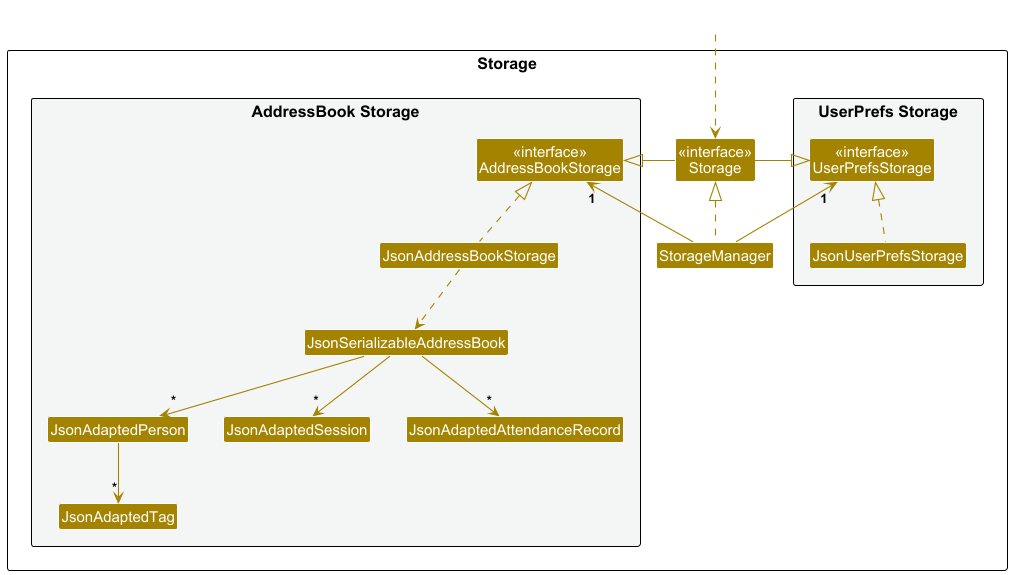 Storage
AddressBook Storage
UserPrefs Storage
«interface»
AddressBookStorage
«interface»
Storage
«interface»
UserPrefsStorage
1
1
JsonAddressBookStorage
StorageManager
JsonUserPrefsStorage
JsonSerializableAddressBook
*
*
*
JsonAdaptedPerson
JsonAdaptedSession
JsonAdaptedAttendanceRecord
*
JsonAdaptedTag